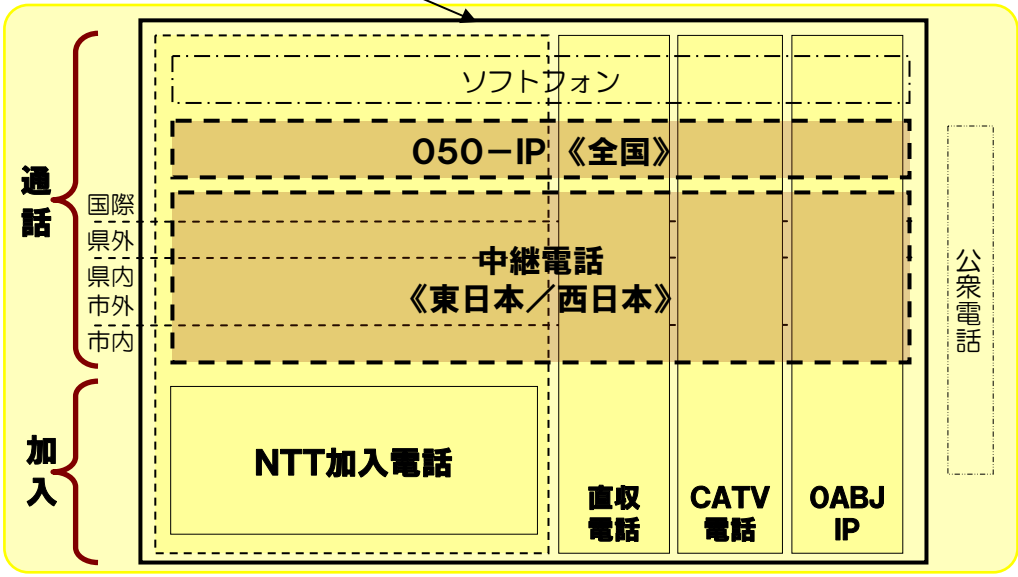 ソフトフォン
050−IP《全国》
通話
国際
県外
県内
市外
市内
中継電話
《東日本／西日本》
公衆電話
加入
NTT加入電話
直収
電話
CATV
電話
0ABJ
IP